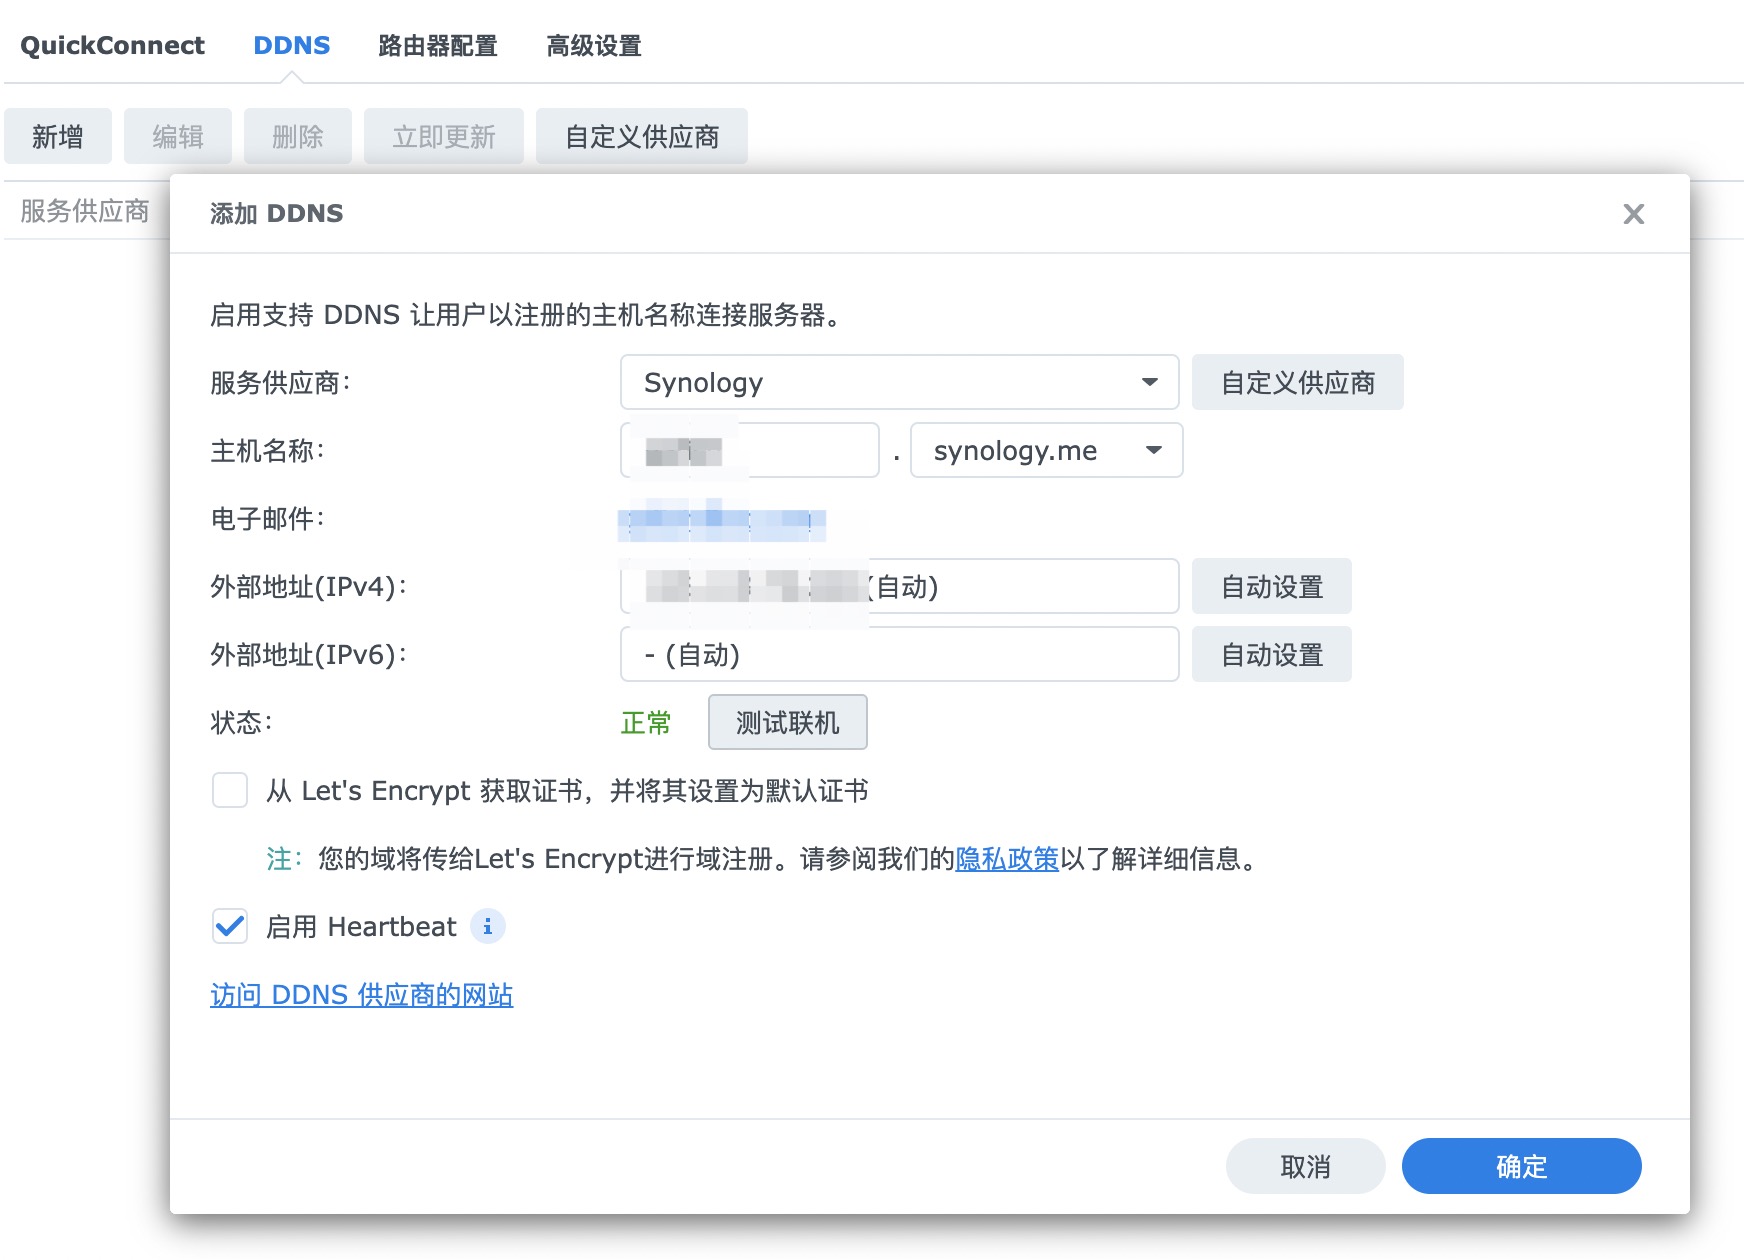 QuickConnect DDNS 路由器配置 高级设置
新增 编辑 删除 立即更新 自定义供应商
服务供应商
添加 DDNS
启用支持 DDNS 让用户以注册的主机名称连接服务器。
服务供应商: Synology 自定义供应商
主机名称: . synology.me
电子邮件:
外部地址(IPv4): (自动) 自动设置
外部地址(IPv6): - (自动) 自动设置
状态: 正常 测试联机
从 Let's Encrypt 获取证书，并将其设置为默认证书
注: 您的域将传给Let's Encrypt进行域注册。请参阅我们的隐私政策以了解详细信息。
启用 Heartbeat i
访问 DDNS 供应商的网站
取消 确定